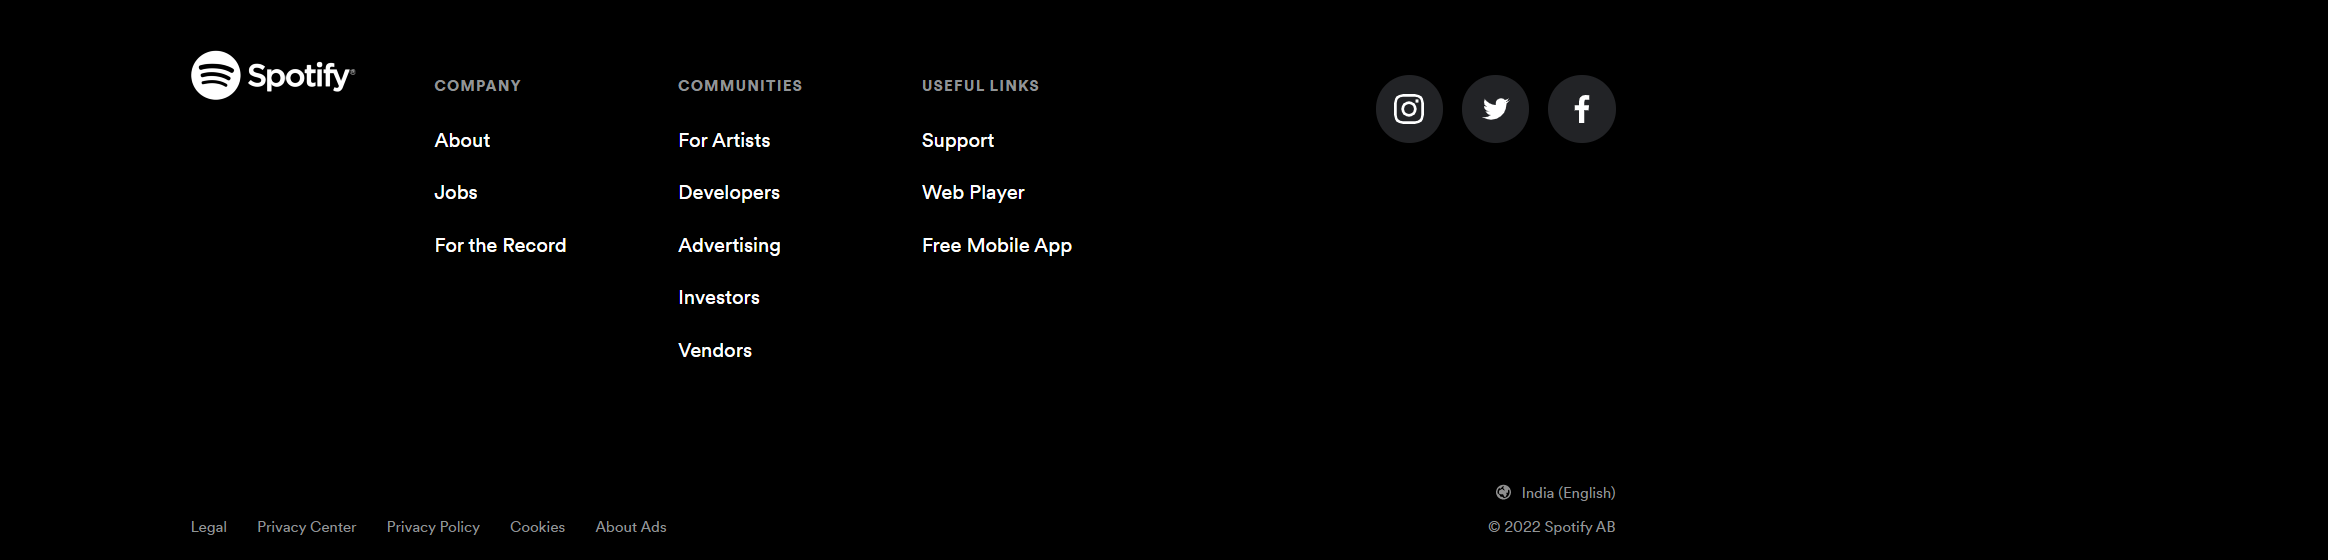 Spotify®
COMPANY
About
Jobs
For the Record
COMMUNITIES
For Artists
Developers
Advertising
Investors
Vendors
USEFUL LINKS
Support
Web Player
Free Mobile App
India (English)
Legal Privacy Center Privacy Policy Cookies About Ads
© 2022 Spotify AB